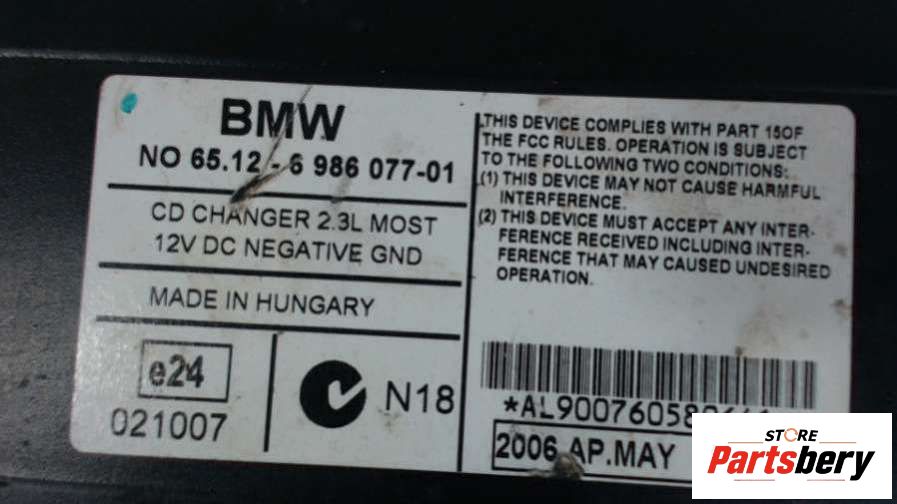 BMW
NO 65.12 - 6 986 077-01
CD CHANGER 2.3L MOST
12V DC NEGATIVE GND
MADE IN HUNGARY
e24
021007
N18
THIS DEVICE COMPLIES WITH PART 15OF
THE FCC RULES. OPERATION IS SUBJECT
TO THE FOLLOWING TWO CONDITIONS:
(1) THIS DEVICE MAY NOT CAUSE HARMFUL
INTERFERENCE.
(2) THIS DEVICE MUST ACCEPT ANY INTER-
FERENCE RECEIVED INCLUDING INTER-
FERENCE THAT MAY CAUSED UNDESIRED
OPERATION.
2006 AP.MAY
STORE
Partsbery